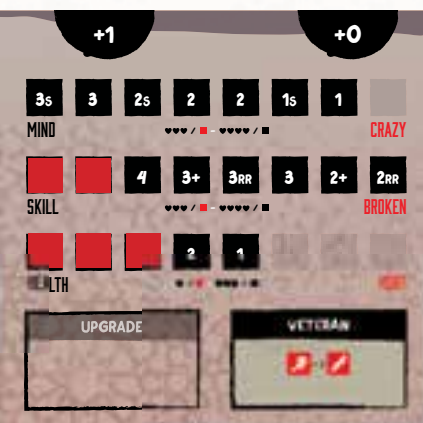 +1 +0
3s 3 2s 2 2 1s 1
MIND CRAZY
4 3+ 3RR 3 2+ 2RR
SKILL BROKEN
2 1
HEALTH
UPGRADE VETERAN